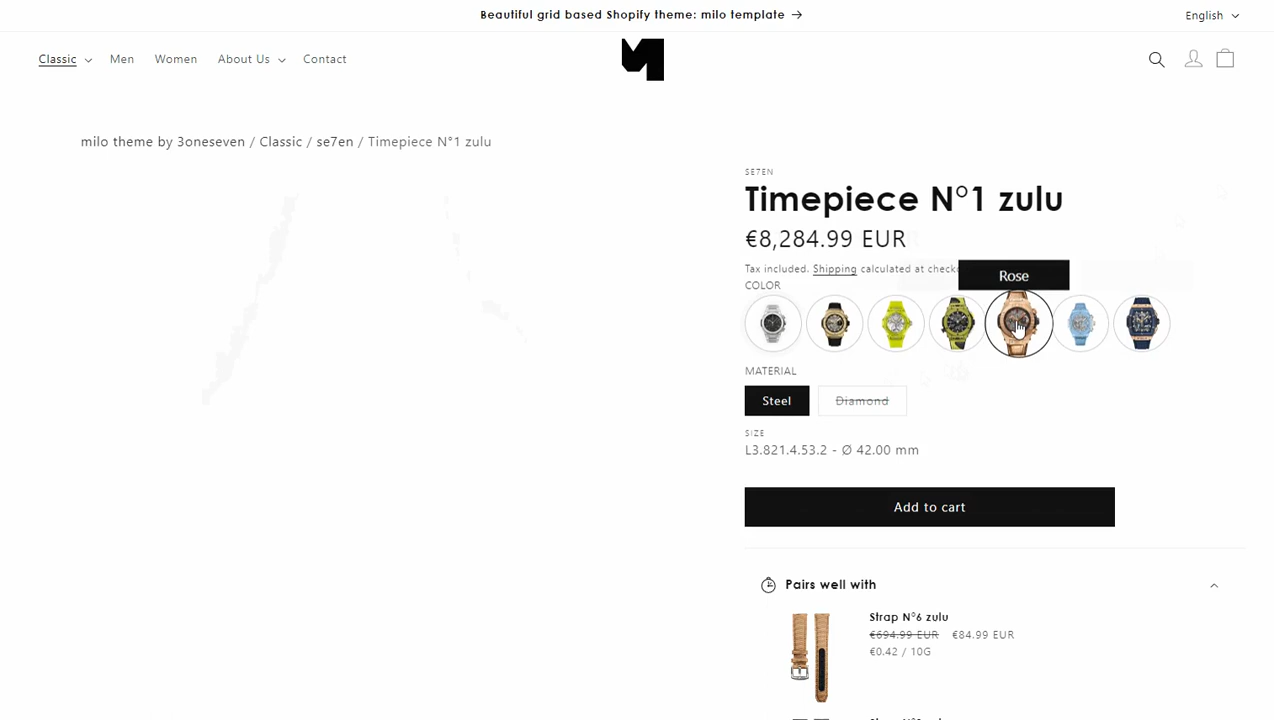 Beautiful grid based Shopify theme: milo template →
English
Classic
Men
Women
About Us
Contact
milo theme by 3oneseven / Classic / se7en / Timepiece N°1 zulu
SE7EN
Timepiece N°1 zulu
€8,284.99 EUR
Tax included. Shipping calculated at
Rose
COLOR
MATERIAL
Steel
Diamond
SIZE
L3.821.4.53.2 - Ø 42.00 mm
Add to cart
Pairs well with
Strap N°6 zulu
€694.99 EUR €84.99 EUR
€0.42 / 10G